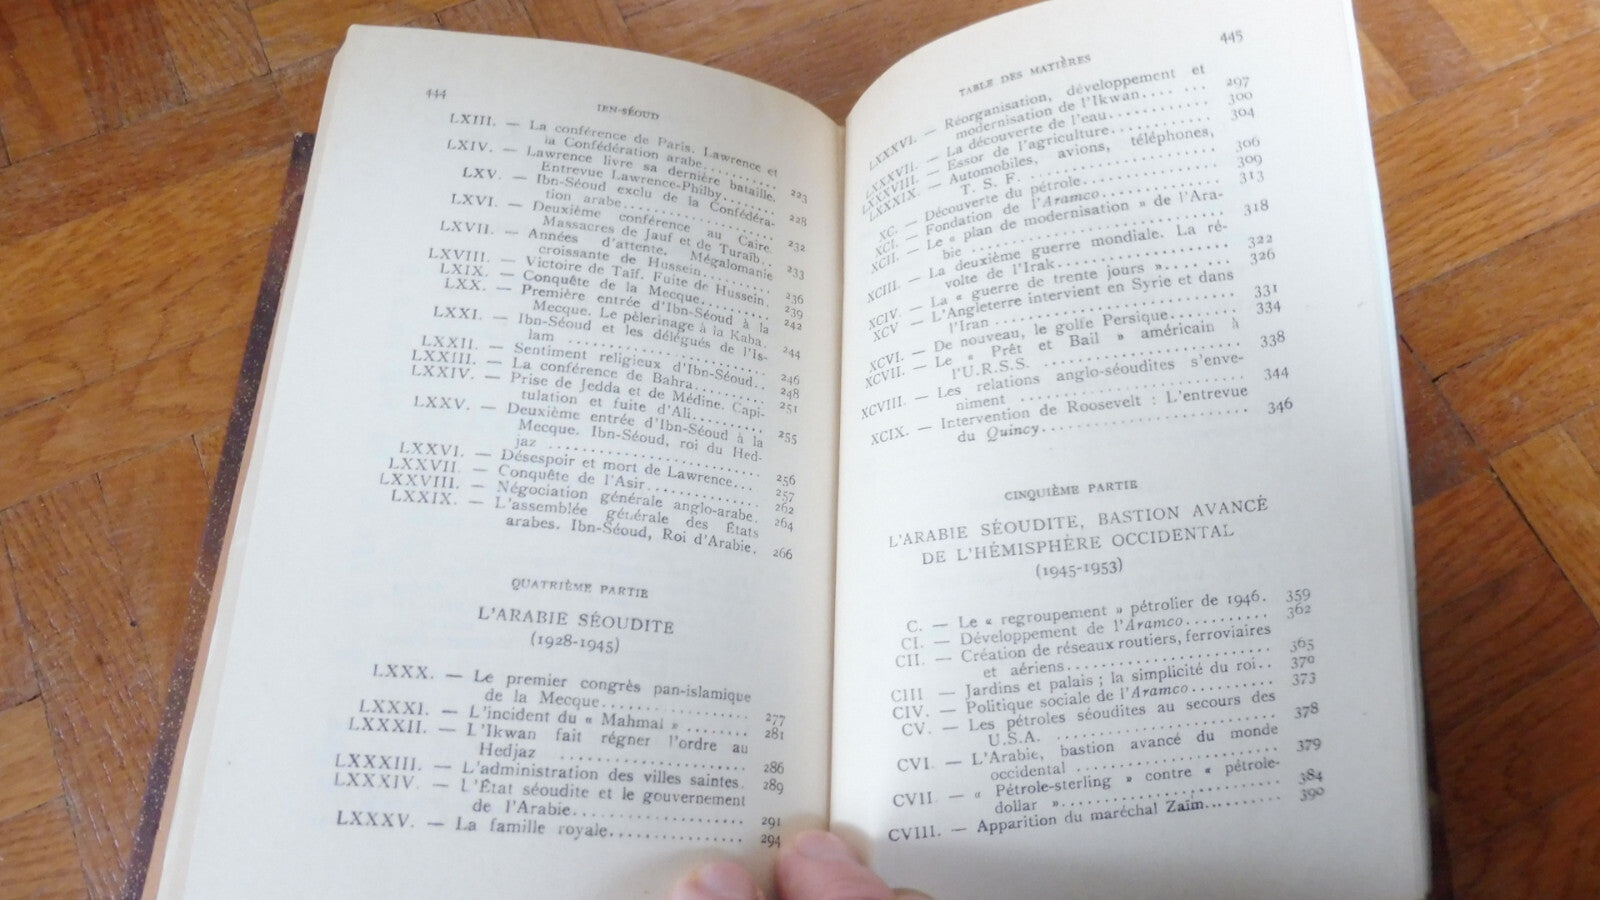 444
IBN-SÉOUD
LXIII. — La conférence de Paris. Lawrence et
la Confédération arabe.......... 223
LXIV. — Lawrence livre sa dernière bataille.
Entrevue Lawrence-Philby........ 228
LXV. — Ibn-Séoud exclu de la Confédéra-
tion arabe.................... 232
LXVI. — Deuxième conférence au Caire.
Massacres de Jauf et de Turaïb.. 233
LXVII. — Années d'attente. Mégalomanie
croissante de Hussein........... 236
LXVIII. — Victoire de Taïf. Fuite de Hussein. 239
LXIX. — Conquête de la Mecque.......... 242
LXX. — Première entrée d'Ibn-Séoud à la
Mecque. Le pèlerinage à la Kaba. 244
LXXI. — Ibn-Séoud et les délégués de l'Is-
lam .......................... 246
LXXII. — Sentiment religieux d'Ibn-Séoud.. 248
LXXIII. — La conférence de Bahra.......... 251
LXXIV. — Prise de Jedda et de Médine. Capi-
tulation et fuite d'Ali........... 255
LXXV. — Deuxième entrée d'Ibn-Séoud à la
Mecque. Ibn-Séoud, roi du Hed-
jaz .......................... 256
LXXVI. — Désespoir et mort de Lawrence... 257
LXXVII. — Conquête de l'Asir.............. 262
LXXVIII. — Négociation générale anglo-arabe. 264
LXXIX. — L'assemblée générale des États
arabes. Ibn-Séoud, Roi d'Arabie. 266
QUATRIÈME PARTIE
L'ARABIE SÉOUDITE
(1928-1945)
LXXX. — Le premier congrès pan-islamique
de la Mecque.................. 277
LXXXI. — L'incident du « Mahmal »........ 281
LXXXII. — L'Ikwan fait régner l'ordre au
Hedjaz ...................... 286
LXXXIII. — L'administration des villes saintes. 289
LXXXIV. — L'État séoudite et le gouvernement
de l'Arabie.................... 291
LXXXV. — La famille royale............... 294
445
TABLE DES MATIÈRES
LXXXVI. — Réorganisation, développement et
modernisation de l'Ikwan.... ... 297
LXXXVII. — La découverte de l'eau.......... 300
LXXXVIII. — Essor de l'agriculture........... 304
LXXXIX. — Automobiles, avions, téléphones,
T. S. F. ..................... 306
XC. — Découverte du pétrole........... 309
XCI. — Fondation de l'Aramco.......... 313
XCII. — Le « plan de modernisation » de l'Ara-
bie .......................... 318
XCIII. — La deuxième guerre mondiale. La ré-
volte de l'Irak................. 322
XCIV. — La « guerre de trente jours »...... 326
XCV — L'Angleterre intervient en Syrie et dans
l'Iran ....................... 331
XCVI. — De nouveau, le golfe Persique...... 334
XCVII. — Le « Prêt et Bail » américain à
l'U.R.S.S. .................... 338
XCVIII. — Les relations anglo-séoudites s'enve-
niment ...................... 344
XCIX. — Intervention de Roosevelt : L'entrevue
du Quincy.................... 346
CINQUIÈME PARTIE
L'ARABIE SÉOUDITE, BASTION AVANCÉ
DE L'HÉMISPHÈRE OCCIDENTAL
(1945-1953)
C. — Le « regroupement » pétrolier de 1946. 359
CI. — Développement de l'Aramco........ 362
CII. — Création de réseaux routiers, ferroviaires
et aériens..................... 365
CIII — Jardins et palais ; la simplicité du roi.. 370
CIV. — Politique sociale de l'Aramco........ 373
CV. — Les pétroles séoudites au secours des
U.S.A. ...................... 378
CVI. — L'Arabie, bastion avancé du monde
occidental .................... 379
CVII. — « Pétrole-sterling » contre « pétrole-
dollar »...................... 384
CVIII. — Apparition du maréchal Zaïm........ 390